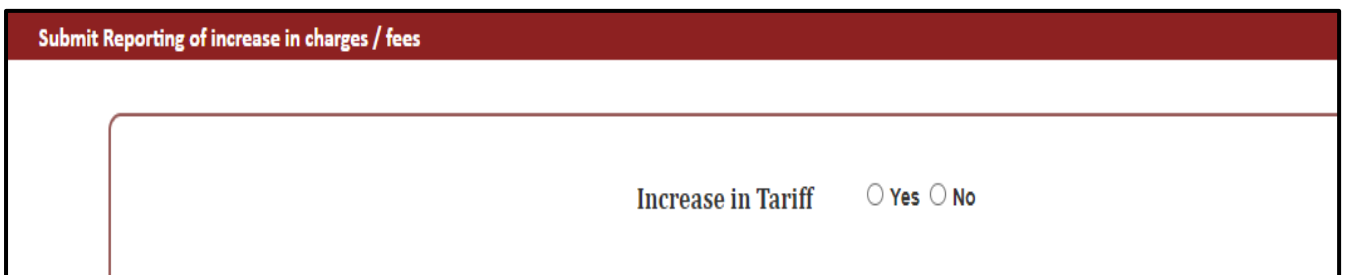 Submit Reporting of increase in charges / fees
Increase in Tariff Yes No